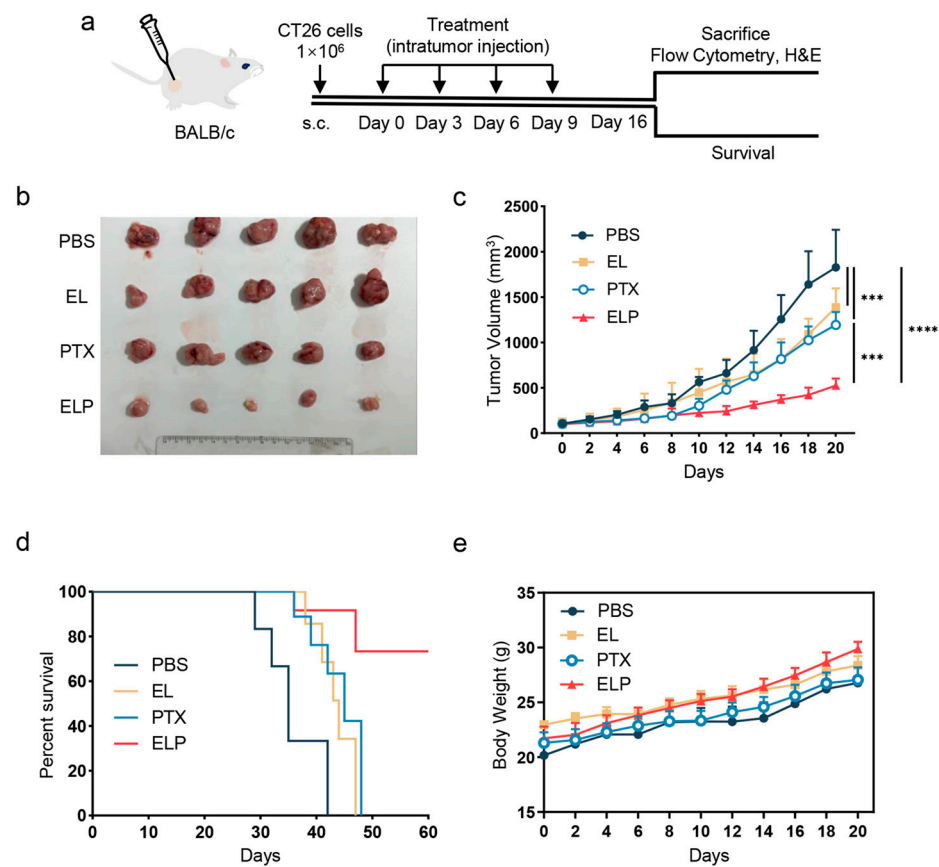 a
CT26 cells
1×10⁶
Treatment
(intratumor injection)
Sacrifice
Flow Cytometry, H&E
BALB/c
s.c.
Day 0
Day 3
Day 6
Day 9
Day 16
Survival
b
PBS
EL
PTX
ELP
c
Tumor Volume (mm³)
2500
2000
1500
1000
500
0
PBS
EL
PTX
ELP
***
***
****
0 2 4 6 8 10 12 14 16 18 20
Days
d
Percent survival
100
80
60
40
20
0
PBS
EL
PTX
ELP
0 10 20 30 40 50 60
Days
e
Body Weight (g)
35
30
25
20
15
PBS
EL
PTX
ELP
0 2 4 6 8 10 12 14 16 18 20
Days